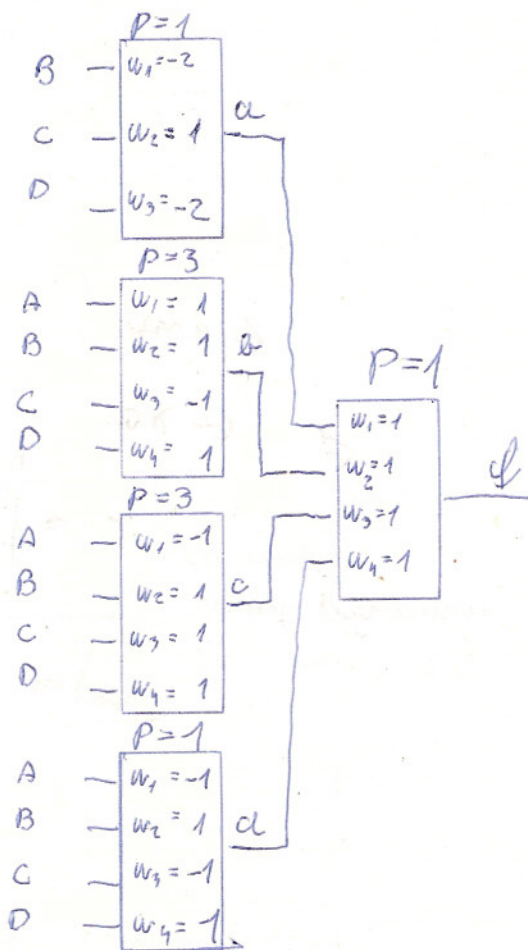 P=1
B w₁=-2
a
C w₂= 1
D w₃= -2
P=3
A w₁= 1
B w₂= 1
b
C w₃= -1
D w₄= 1
P=1
w₁=1
w₂=1
w₃=1
w₄=1
f
P=3
A w₁= -1
B w₂= 1
c
C w₃= 1
D w₄= 1
P=1
A w₁= -1
B w₂= 1
d
C w₃= -1
D w₄= -1